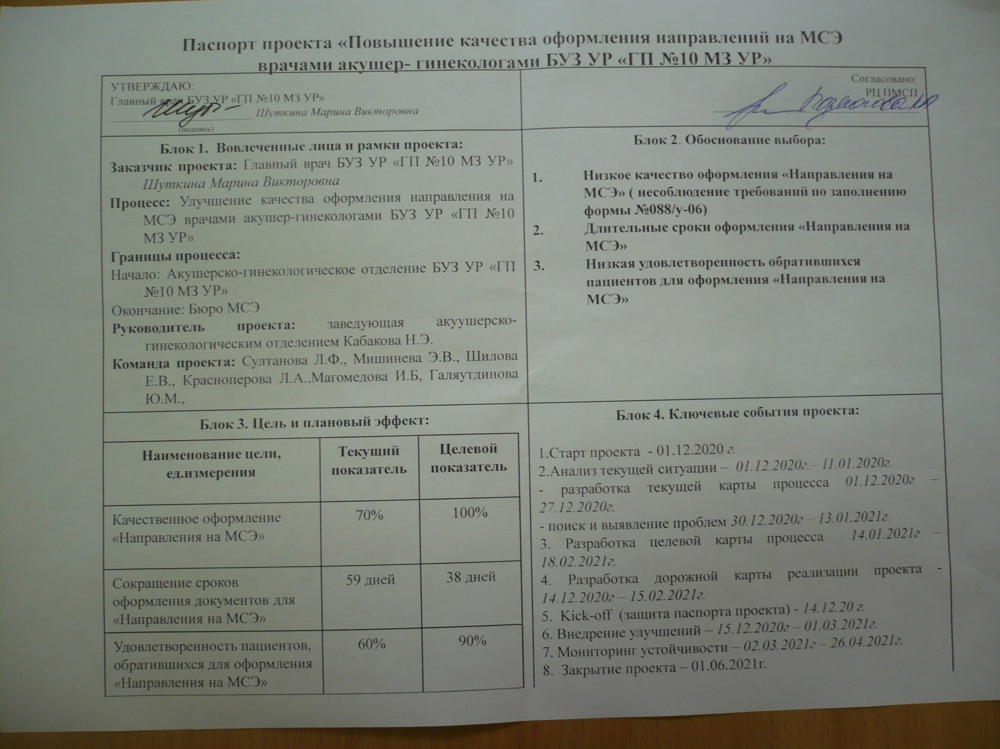 Паспорт проекта «Повышение качества оформления направлений на МСЭ
врачами акушер- гинекологами БУЗ УР «ГП №10 МЗ УР»
УТВЕРЖДАЮ:
Главный врач БУЗ УР «ГП №10 МЗ УР»
Шуткина Марина Викторовна
(подпись)
Согласовано:
РЦ ПМСП
Блок 1. Вовлеченные лица и рамки проекта:
Заказчик проекта: Главный врач БУЗ УР «ГП №10 МЗ УР»
Шуткина Марина Викторовна
Процесс: Улучшение качества оформления направления на
МСЭ врачами акушер-гинекологами БУЗ УР «ГП №10
МЗ УР»
Границы процесса:
Начало: Акушерско-гинекологическое отделение БУЗ УР «ГП
№10 МЗ УР»
Окончание: Бюро МСЭ
Руководитель проекта: заведующая акуушерско-
гинекологическим отделением Кабакова Н.Э.
Команда проекта: Султанова Л.Ф., Мишинева Э.В., Шилова
Е.В., Красноперова Л.А.,Магомедова И.Б, Галяутдинова
Ю.М.,
Блок 2. Обоснование выбора:
1. Низкое качество оформления «Направления на
МСЭ» ( несоблюдение требований по заполнению
формы №088/у-06)
2. Длительные сроки оформления «Направления на
МСЭ»
3. Низкая удовлетворенность обратившихся
пациентов для оформления «Направления на
МСЭ»
Блок 3. Цель и плановый эффект:
Наименование цели,
ед.измерения
Текущий
показатель
Целевой
показатель
Качественное оформление
«Направления на МСЭ»
70%
100%
Сокращение сроков
оформления документов для
«Направления на МСЭ»
59 дней
38 дней
Удовлетворенность пациентов,
обратившихся для оформления
«Направления на МСЭ»
60%
90%
Блок 4. Ключевые события проекта:
1.Старт проекта - 01.12.2020 г.
2.Анализ текущей ситуации – 01.12.2020г.– 11.01.2020г.
- разработка текущей карты процесса 01.12.2020г –
27.12.2020г.
- поиск и выявление проблем 30.12.2020г – 13.01.2021г.
3. Разработка целевой карты процесса 14.01.2021г –
18.02.2021г.
4. Разработка дорожной карты реализации проекта -
14.12.2020г – 15.02.2021г.
5. Kick-off (защита паспорта проекта) - 14.12.20 г.
6. Внедрение улучшений – 15.12.2020г – 01.03.2021г.
7. Мониторинг устойчивости – 02.03.2021г – 26.04.2021г.
8. Закрытие проекта – 01.06.2021г.